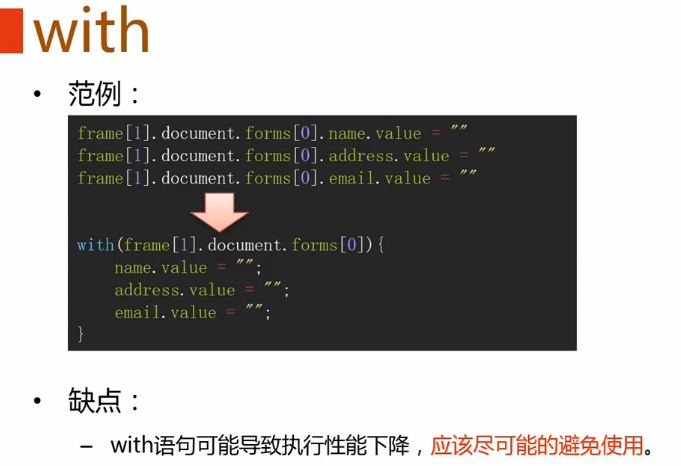 with
• 范例：
frame[1].document.forms[0].name.value = ""
frame[1].document.forms[0].address.value = ""
frame[1].document.forms[0].email.value = ""
with(frame[1].document.forms[0]){
name.value = "";
address.value = "";
email.value = "";
}
• 缺点：
– with语句可能导致执行性能下降，应该尽可能的避免使用。